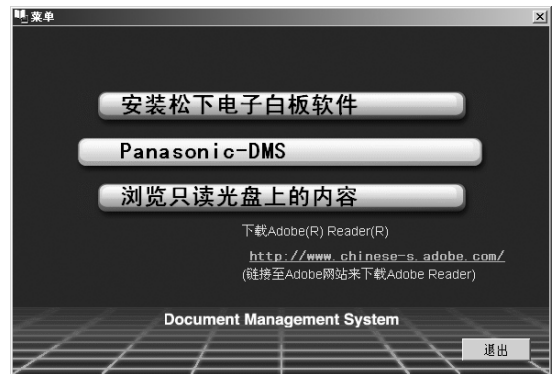 菜单
安装松下电子白板软件
Panasonic-DMS
浏览只读光盘上的内容
下载Adobe(R) Reader(R)
http://www.chinese-s.adobe.com/
(链接至Adobe网站来下载Adobe Reader)
Document Management System
退出